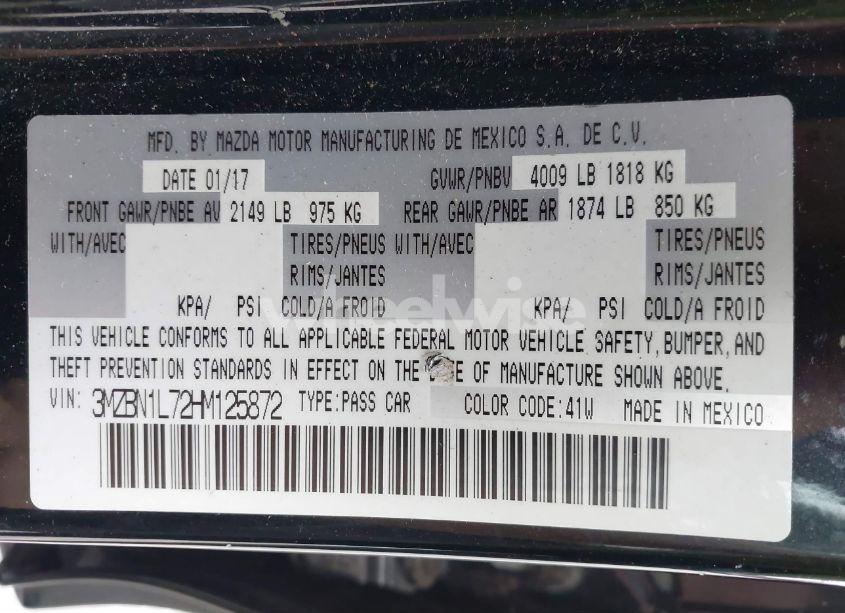 MFD. BY MAZDA MOTOR MANUFACTURING DE MEXICO S.A. DE C.V.
DATE 01/17 GVWR/PNBV 4009 LB 1818 KG
FRONT GAWR/PNBE AV 2149 LB 975 KG REAR GAWR/PNBE AR 1874 LB 850 KG
WITH/AVEC TIRES/PNEUS WITH/AVEC TIRES/PNEUS
RIMS/JANTES RIMS/JANTES
KPA/ PSI COLD/A FROID KPA/ PSI COLD/A FROID
wheelwise
THIS VEHICLE CONFORMS TO ALL APPLICABLE FEDERAL MOTOR VEHICLE SAFETY, BUMPER, AND
THEFT PREVENTION STANDARDS IN EFFECT ON THE OF MANUFACTURE SHOWN ABOVE.
VIN: 3MZBN1L72HM125872 TYPE:PASS CAR COLOR CODE:41W MADE IN MEXICO